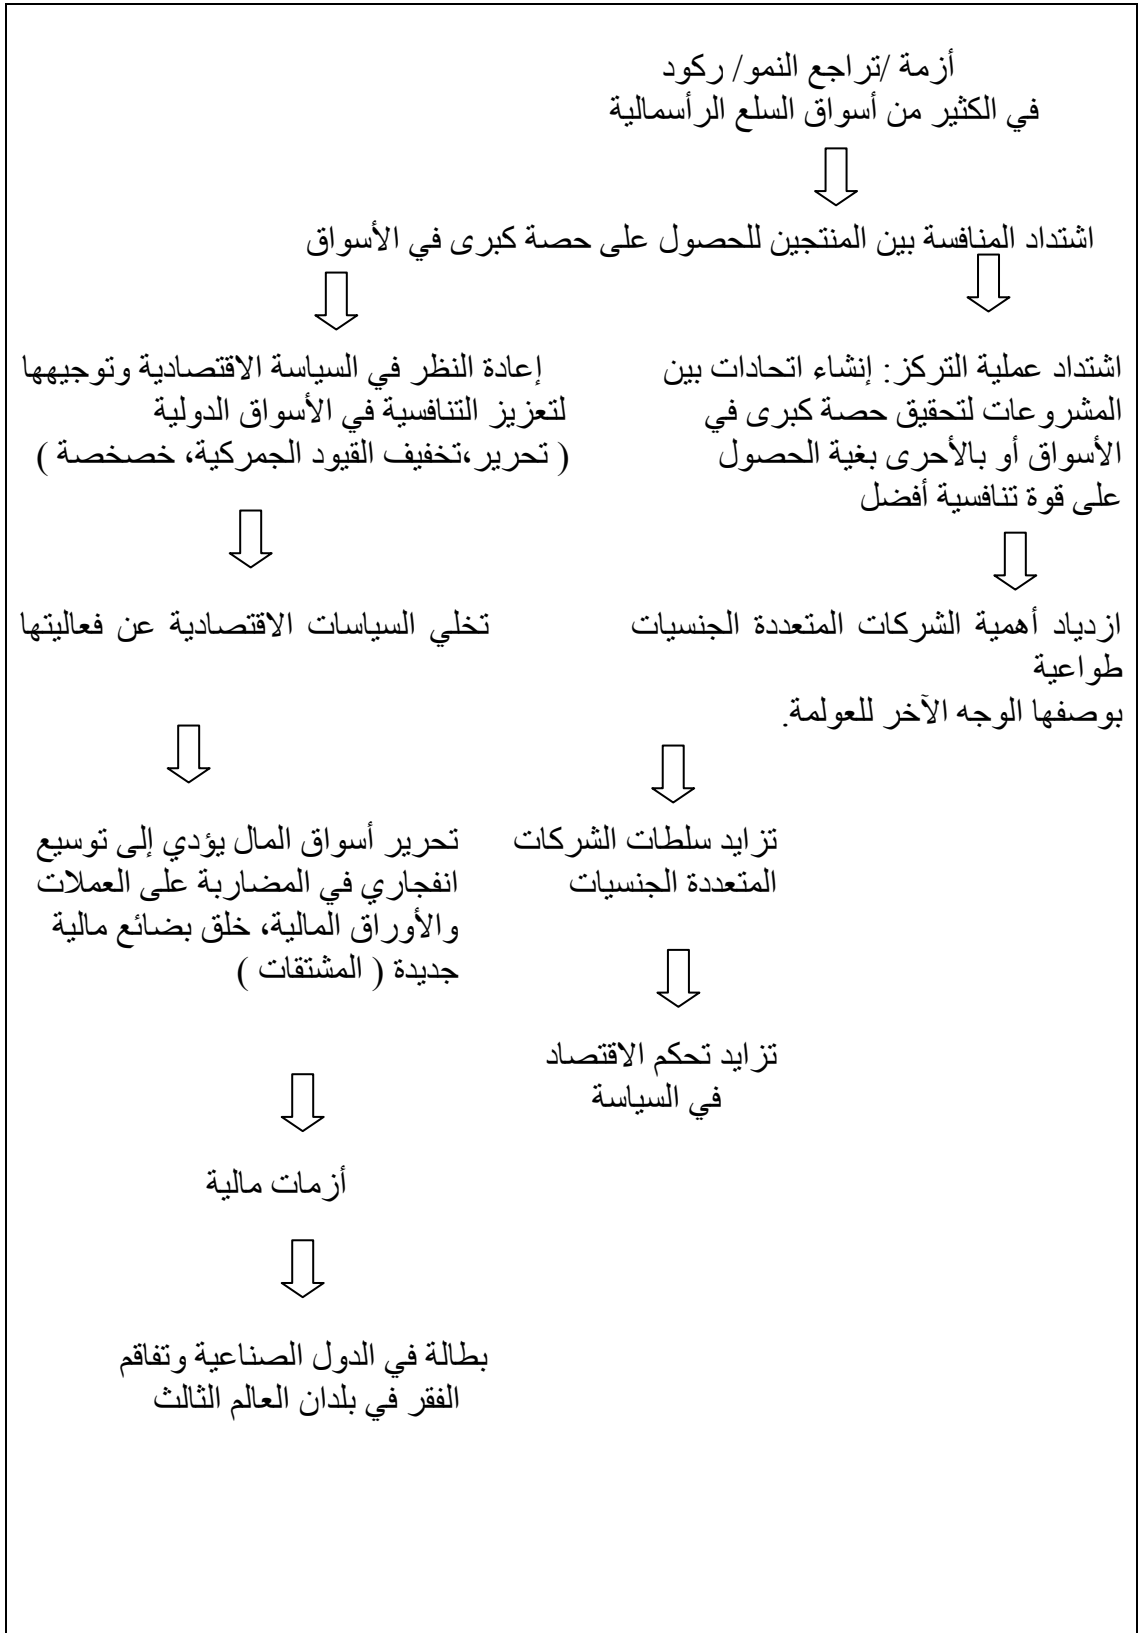 أزمة /تراجع النمو/ ركود
في الكثير من أسواق السلع الرأسمالية
اشتداد المنافسة بين المنتجين للحصول على حصة كبرى في الأسواق
اشتداد عملية التركز: إنشاء اتحادات بين
المشروعات لتحقيق حصة كبرى في
الأسواق أو بالأحرى بغية الحصول
على قوة تنافسية أفضل
إعادة النظر في السياسة الاقتصادية وتوجيهها
لتعزيز التنافسية في الأسواق الدولية
( تحرير،تخفيف القيود الجمركية، خصخصة )
ازدياد أهمية الشركات المتعددة الجنسيات
تخلي السياسات الاقتصادية عن فعاليتها
طواعية
بوصفها الوجه الآخر للعولمة.
تزايد سلطات الشركات
المتعددة الجنسيات
تحرير أسواق المال يؤدي إلى توسيع
انفجاري في المضاربة على العملات
والأوراق المالية، خلق بضائع مالية
جديدة ( المشتقات )
تزايد تحكم الاقتصاد
في السياسة
أزمات مالية
بطالة في الدول الصناعية وتفاقم
الفقر في بلدان العالم الثالث